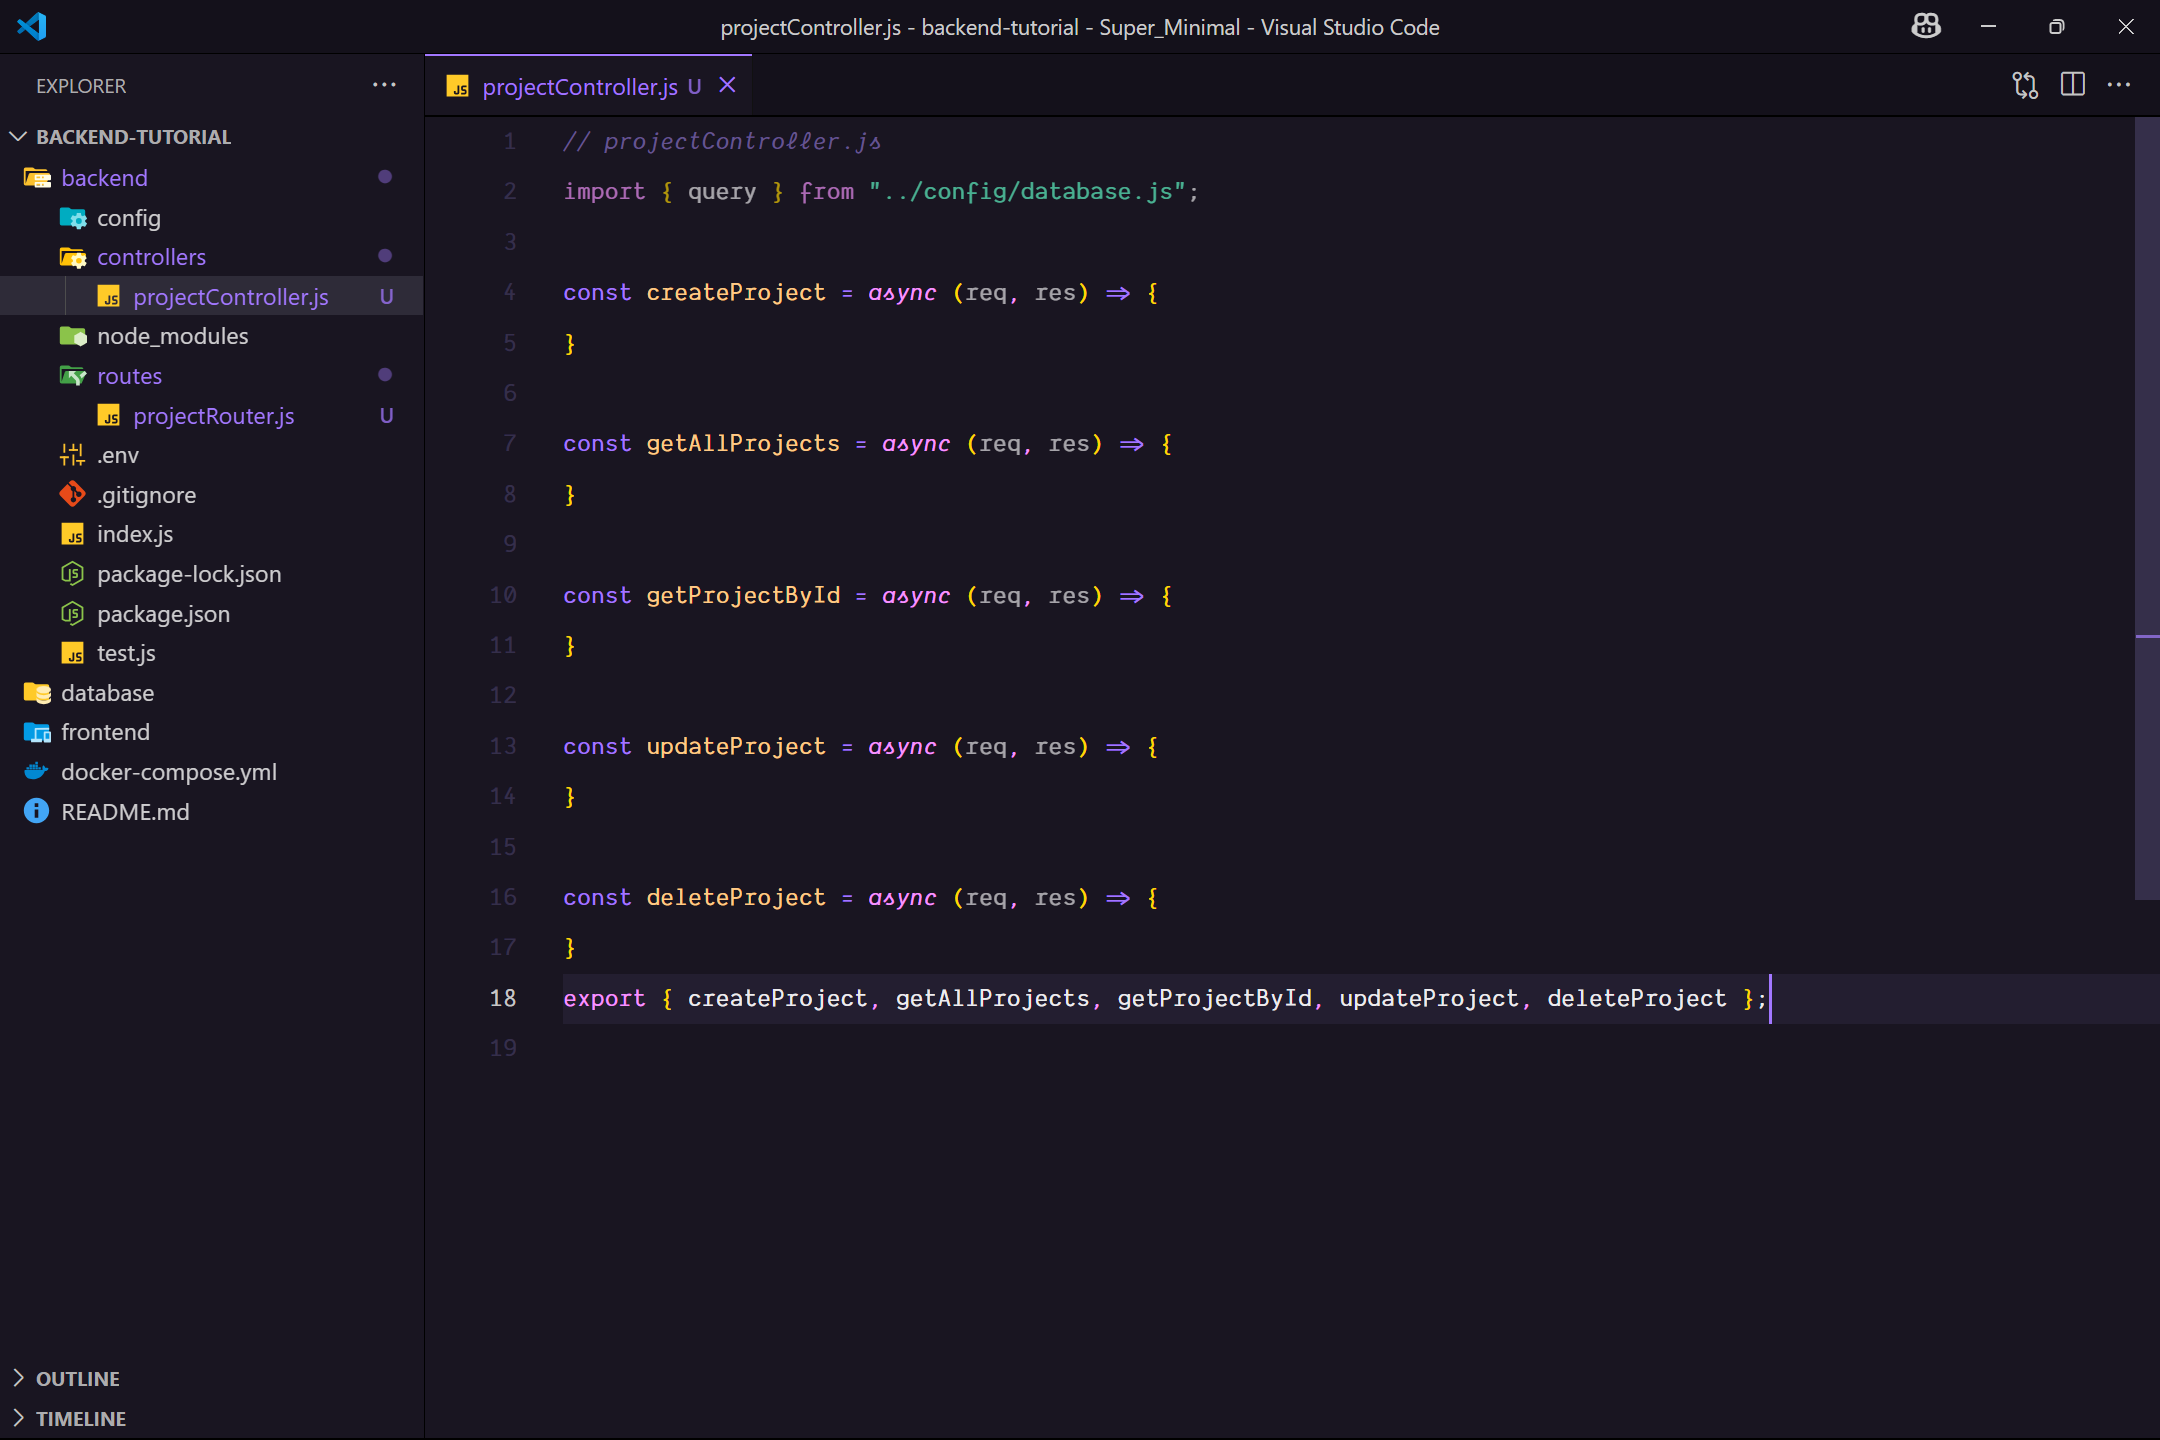 projectController.js - backend-tutorial - Super_Minimal - Visual Studio Code
EXPLORER
BACKEND-TUTORIAL
backend
config
controllers
projectController.js U
node_modules
routes
projectRouter.js U
.env
.gitignore
index.js
package-lock.json
package.json
test.js
database
frontend
docker-compose.yml
README.md
OUTLINE
TIMELINE
projectController.js U
1 // projectController.js
2 import { query } from "../config/database.js";
3
4 const createProject = async (req, res) => {
5 }
6
7 const getAllProjects = async (req, res) => {
8 }
9
10 const getProjectById = async (req, res) => {
11 }
12
13 const updateProject = async (req, res) => {
14 }
15
16 const deleteProject = async (req, res) => {
17 }
18 export { createProject, getAllProjects, getProjectById, updateProject, deleteProject };
19